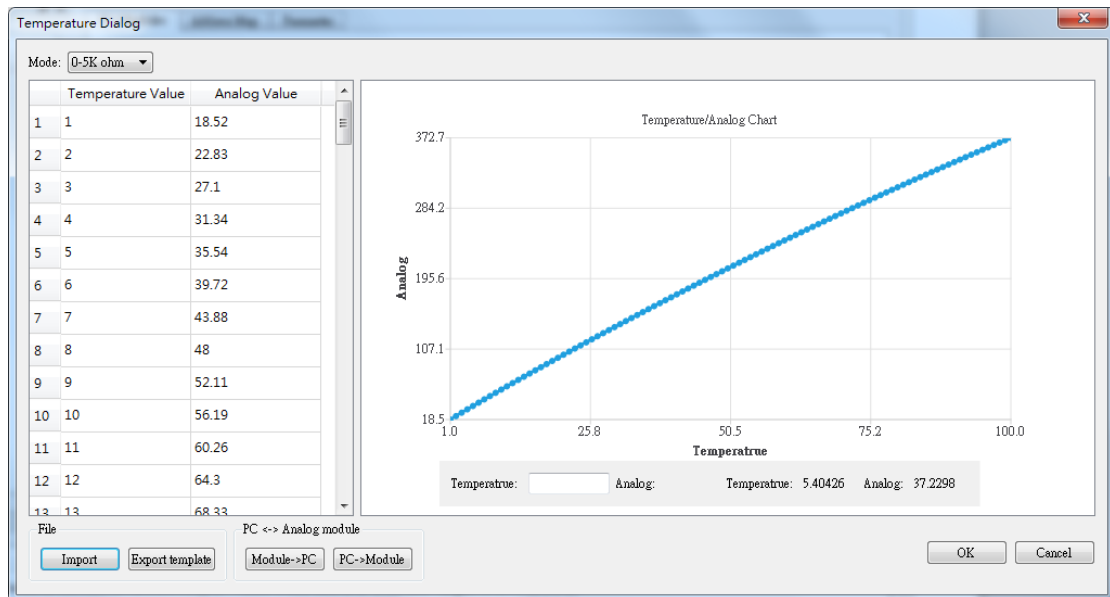 Temperature Dialog
Mode: 0-5K ohm
Temperature Value Analog Value
1 1 18.52
2 2 22.83
3 3 27.1
4 4 31.34
5 5 35.54
6 6 39.72
7 7 43.88
8 8 48
9 9 52.11
10 10 56.19
11 11 60.26
12 12 64.3
13 13 68.33
Temperature/Analog Chart
372.7
284.2
195.6
107.1
18.5
Analog
1.0 25.8 50.5 75.2 100.0
Temperatrue
Temperatrue: Analog: Temperatrue: 5.40426 Analog: 37.2298
File
Import Export template
PC <-> Analog module
Module->PC PC->Module
OK Cancel